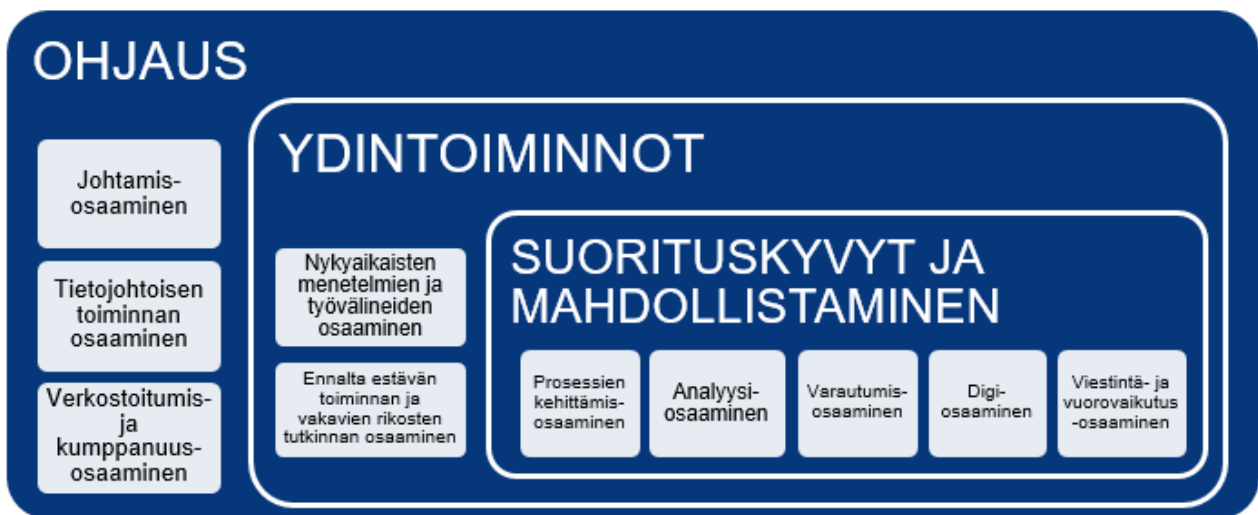 OHJAUS
Johtamis-
osaaminen
Tietojohtoisen
toiminnan
osaaminen
Verkostoitumis-
ja
kumppanuus-
osaaminen
YDINTOIMINNOT
Nykyaikaisten
menetelmien ja
työvälineiden
osaaminen
Ennalta estävän
toiminnan ja
vakavien rikosten
tutkinnan osaaminen
SUORITUSKYVYT JA
MAHDOLLISTAMINEN
Prosessien
kehittämis-
osaaminen
Analyysi-
osaaminen
Varautumis-
osaaminen
Digi-
osaaminen
Viestintä- ja
vuorovaikutus
-osaaminen